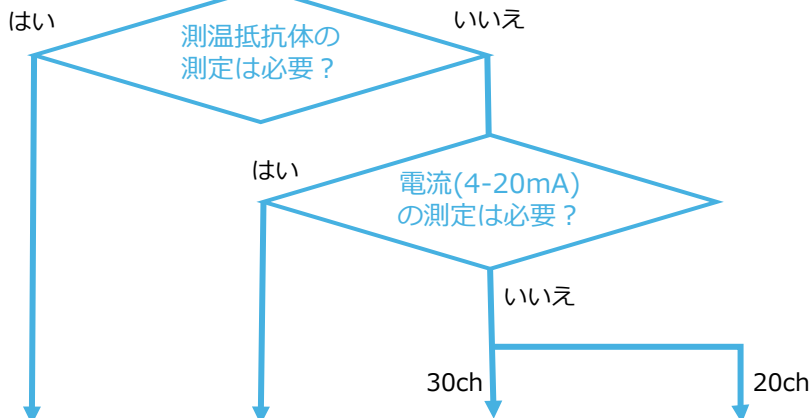 はい
いいえ
測温抵抗体の
測定は必要？
はい
電流(4-20mA)
の測定は必要？
いいえ
30ch
20ch